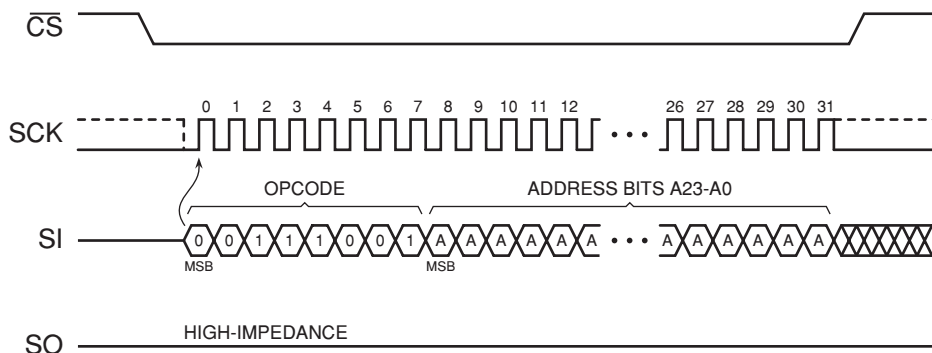 CS
0 1 2 3 4 5 6 7 8 9 10 11 12 26 27 28 29 30 31
SCK
OPCODE ADDRESS BITS A23-A0
SI 0 0 1 1 1 0 0 1 A A A A A A A A A A A A
MSB MSB
HIGH-IMPEDANCE
SO